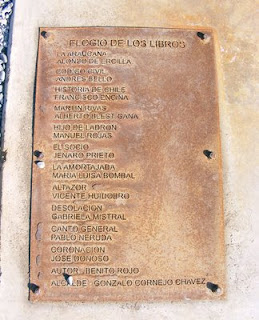 ELOGIO DE LOS LIBROS
LA ARAUCANA
ALONSO DE ERCILLA
CODIGO CIVIL
ANDRES BELLO
HISTORIA DE CHILE
FRANCISCO ENCINA
MARTIN RIVAS
ALBERTO BLEST GANA
HIJO DE LADRON
MANUEL ROJAS
EL SOCIO
JENARO PRIETO
LA AMORTAJADA
MARIA LUISA BOMBAL
ALTAZOR
VICENTE HUIDOBRO
DESOLACION
GABRIELA MISTRAL
CANTO GENERAL
PABLO NERUDA
CORONACION
JOSE DONOSO
AUTOR: BENITO ROJO
ALCALDE: GONZALO CORNEJO CHAVEZ